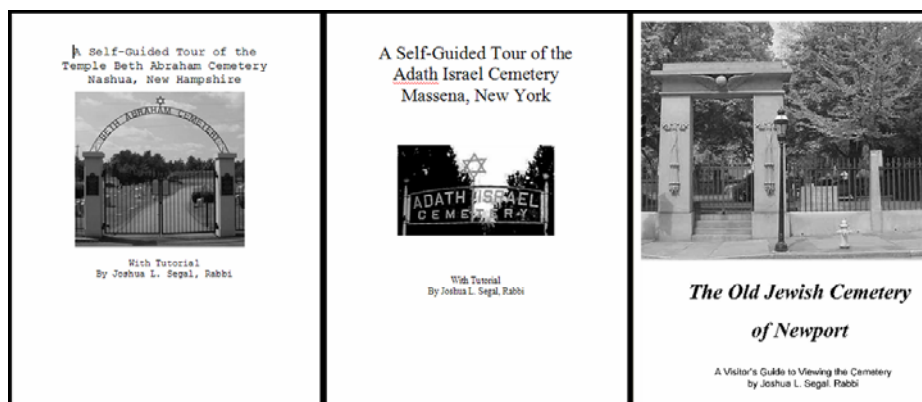 A Self-Guided Tour of the
Temple Beth Abraham Cemetery
Nashua, New Hampshire
BETH ABRAHAM CEMETERY
With Tutorial
By Joshua L. Segal, Rabbi
A Self-Guided Tour of the
Adath Israel Cemetery
Massena, New York
ADATH ISRAEL
CEMETERY
With Tutorial
By Joshua L. Segal, Rabbi
The Old Jewish Cemetery
of Newport
A Visitor's Guide to Viewing the Cemetery
by Joshua L. Segal. Rabbi